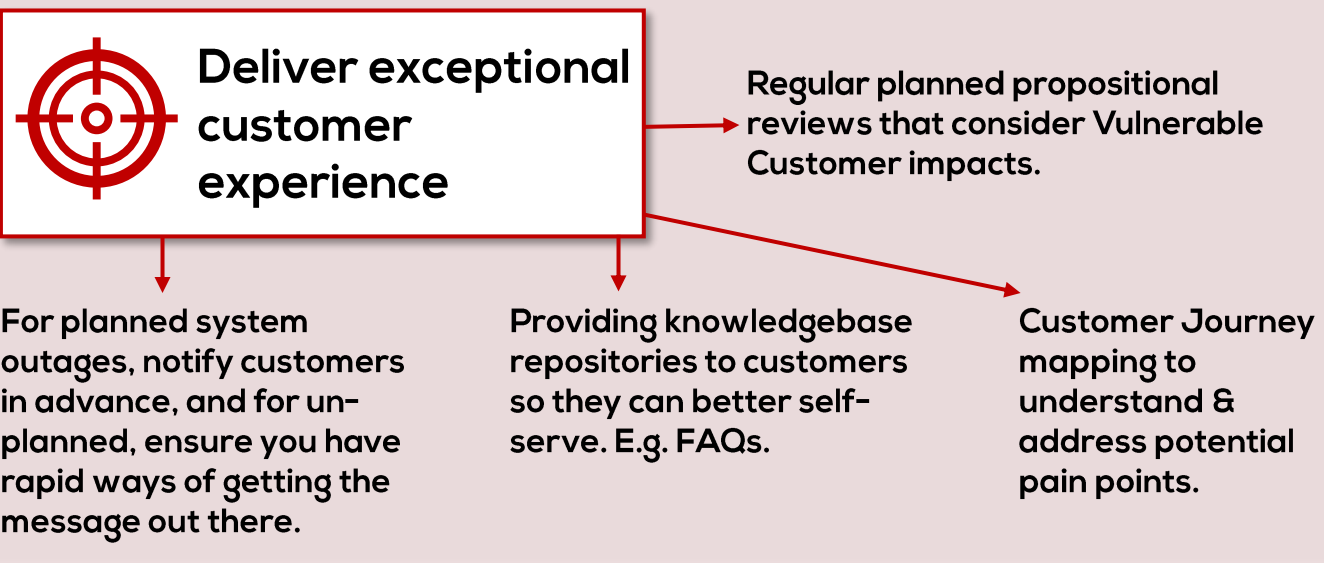 Deliver exceptional
customer
experience
Regular planned propositional
reviews that consider Vulnerable
Customer impacts.
For planned system
outages, notify customers
in advance, and for un-
planned, ensure you have
rapid ways of getting the
message out there.
Providing knowledgebase
repositories to customers
so they can better self-
serve. E.g. FAQs.
Customer Journey
mapping to
understand &
address potential
pain points.